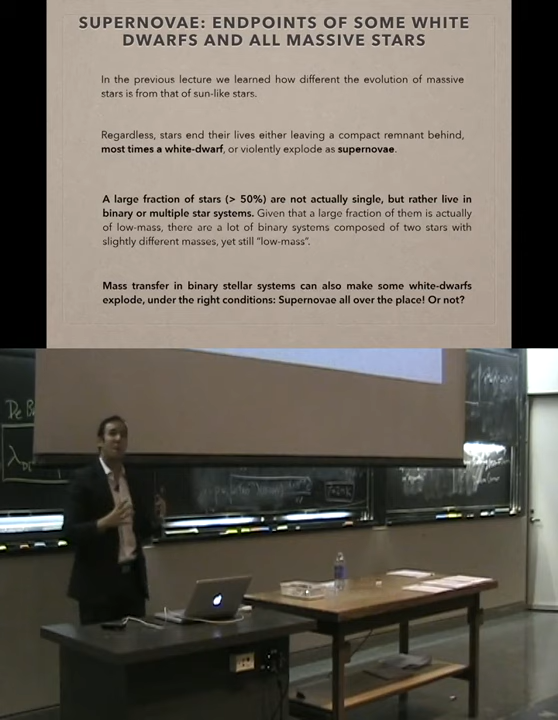 SUPERNOVAE: ENDPOINTS OF SOME WHITE
DWARFS AND ALL MASSIVE STARS
In the previous lecture we learned how different the evolution of massive
stars is from that of sun-like stars.
Regardless, stars end their lives either leaving a compact remnant behind,
most times a white-dwarf, or violently explode as supernovae.
A large fraction of stars (> 50%) are not actually single, but rather live in
binary or multiple star systems. Given that a large fraction of them is actually
of low-mass, there are a lot of binary systems composed of two stars with
slightly different masses, yet still "low-mass".
Mass transfer in binary stellar systems can also make some white-dwarfs
explode, under the right conditions: Supernovae all over the place! Or not?
De